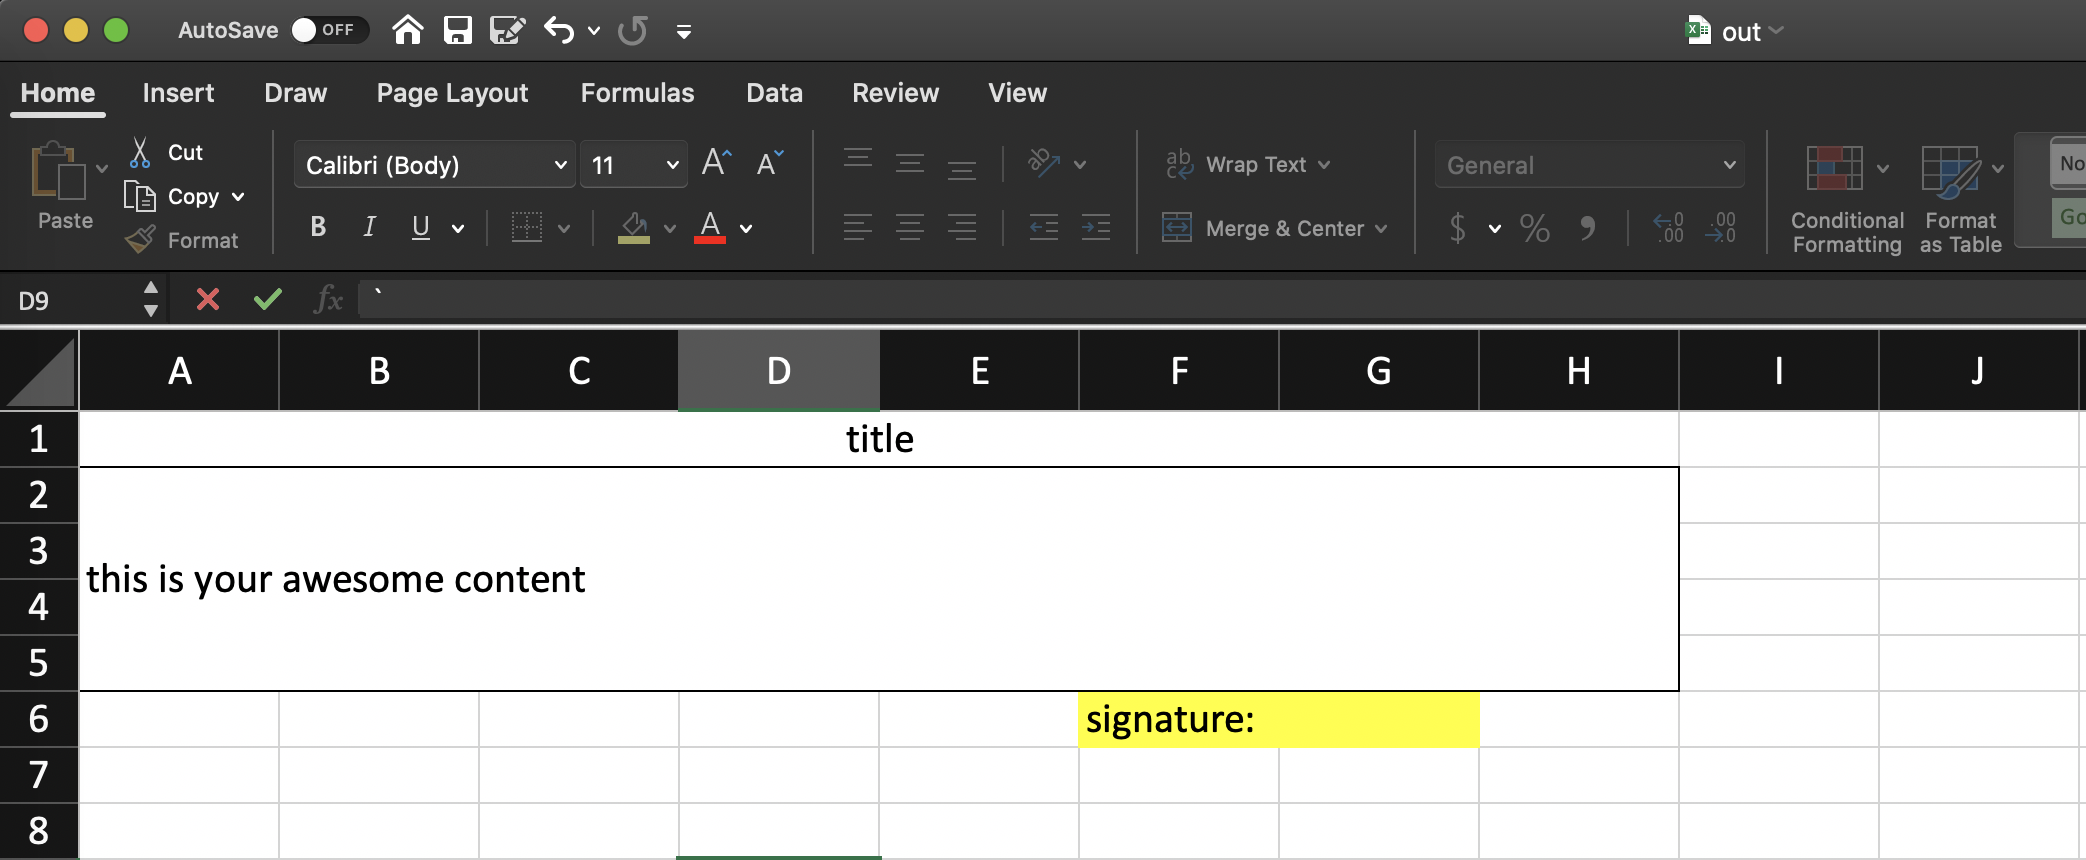 AutoSave OFF out
Home Insert Draw Page Layout Formulas Data Review View
Paste
Cut
Copy
Format
Calibri (Body) 11
B I U A
ab Wrap Text
Merge & Center
General
$ % 
Conditional Formatting
Format as Table
No
Go
D9 fx `
A B C D E F G H I J
1 title
2
3
this is your awesome content
4
5
6 signature:
7
8